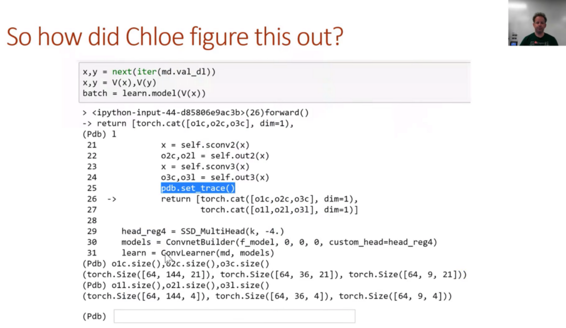 So how did Chloe figure this out?
x,y = next(iter(md.val_dl))
x,y = V(x),V(y)
batch = learn.model(V(x))
> <ipython-input-44-d85806e9ac3b>(26)forward()
-> return [torch.cat([o1c,o2c,o3c], dim=1),
(Pdb) l
21 x = self.sconv2(x)
22 o2c,o2l = self.out2(x)
23 x = self.sconv3(x)
24 o3c,o3l = self.out3(x)
25 pdb.set_trace()
26 -> return [torch.cat([o1c,o2c,o3c], dim=1),
27 torch.cat([o1l,o2l,o3l], dim=1)]
29 head_reg4 = SSD_MultiHead(k, -4.)
30 models = ConvnetBuilder(f_model, 0, 0, 0, custom_head=head_reg4)
31 learn = ConvLearner(md, models)
(Pdb) o1c.size(),o2c.size(),o3c.size()
(torch.Size([64, 144, 21]), torch.Size([64, 36, 21]), torch.Size([64, 9, 21]))
(Pdb) o1l.size(),o2l.size(),o3l.size()
(torch.Size([64, 144, 4]), torch.Size([64, 36, 4]), torch.Size([64, 9, 4]))
(Pdb)